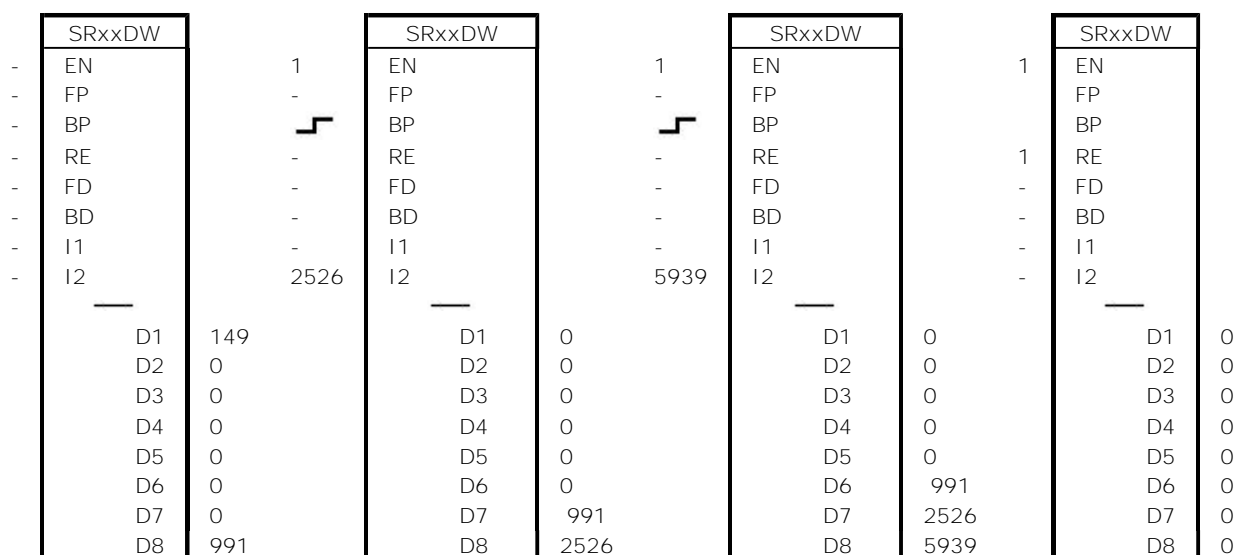 SRxxDW SRxxDW SRxxDW SRxxDW
- EN 1 EN 1 EN 1 EN
- FP - FP - FP FP
- BP BP BP BP
- RE - RE - RE 1 RE
- FD - FD - FD - FD
- BD - BD - BD - BD
- I1 - I1 - I1 - I1
- I2 2526 I2 5939 I2 - I2
D1 149 D1 0 D1 0 D1 0
D2 0 D2 0 D2 0 D2 0
D3 0 D3 0 D3 0 D3 0
D4 0 D4 0 D4 0 D4 0
D5 0 D5 0 D5 0 D5 0
D6 0 D6 0 D6 991 D6 0
D7 0 D7 991 D7 2526 D7 0
D8 991 D8 2526 D8 5939 D8 0